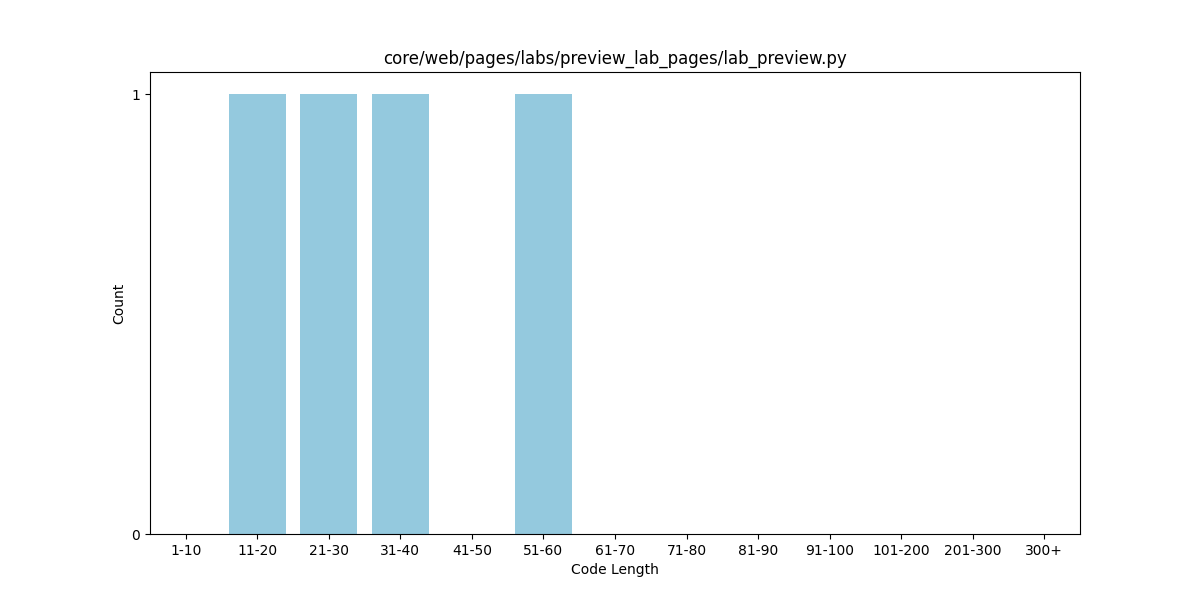 core/web/pages/labs/preview_lab_pages/lab_preview.py
1
Count
0
1-10 11-20 21-30 31-40 41-50 51-60 61-70 71-80 81-90 91-100 101-200 201-300 300+
Code Length